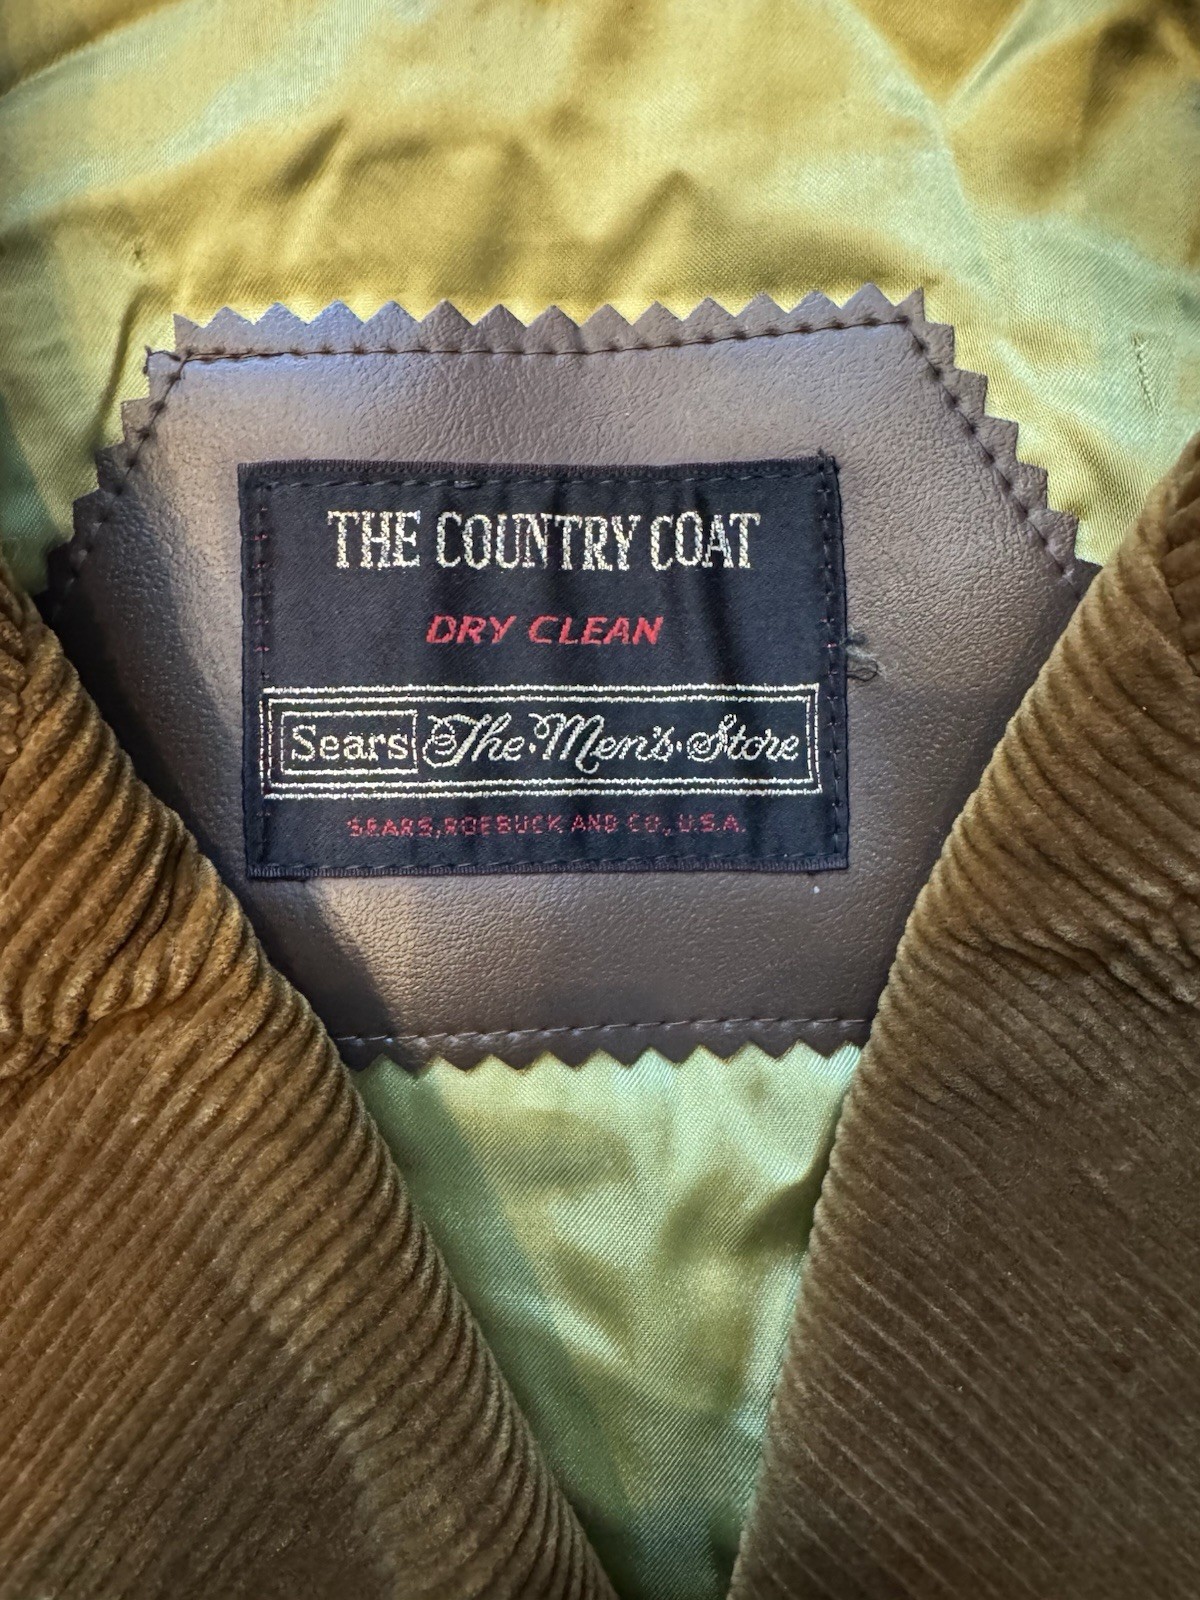 THE COUNTRY COAT
DRY CLEAN
Sears The·Men's·Store
SEARS, ROEBUCK AND CO., U.S.A.